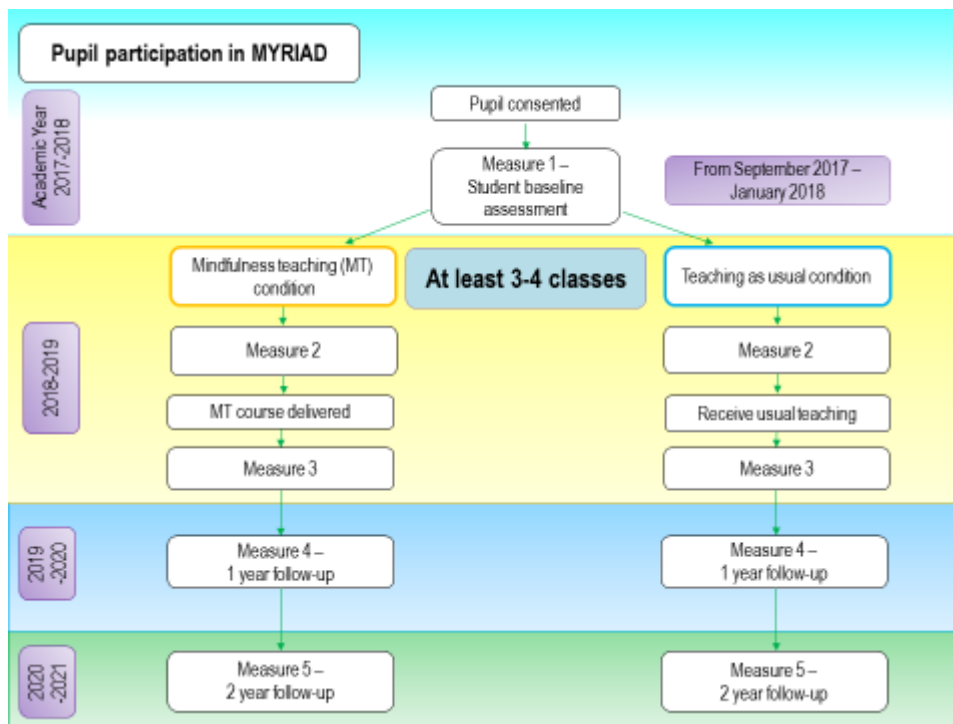 Pupil participation in MYRIAD
Academic Year
2017-2018
Pupil consented
Measure 1 –
Student baseline
assessment
From September 2017 –
January 2018
2018-2019
Mindfulness teaching (MT)
condition
At least 3-4 classes
Teaching as usual condition
Measure 2
Measure 2
MT course delivered
Receive usual teaching
Measure 3
Measure 3
2019
-2020
Measure 4 –
1 year follow-up
Measure 4 –
1 year follow-up
2020
-2021
Measure 5 –
2 year follow-up
Measure 5 –
2 year follow-up